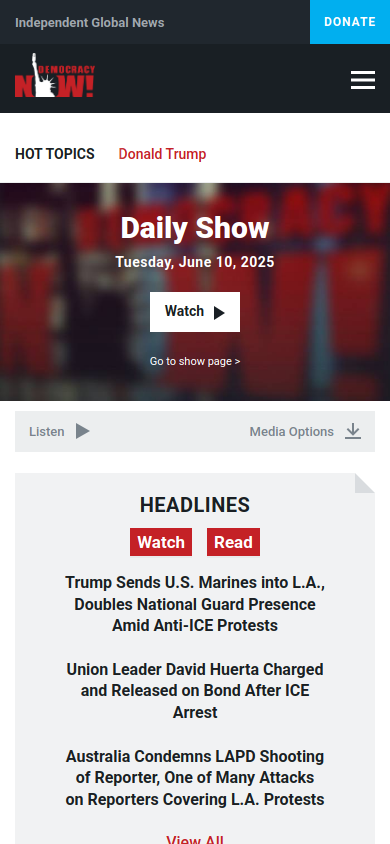 Independent Global News
DONATE
DEMOCRACY
NOW!
HOT TOPICS
Donald Trump
Daily Show
Tuesday, June 10, 2025
Watch
Go to show page >
Listen
Media Options
HEADLINES
Watch
Read
Trump Sends U.S. Marines into L.A.,
Doubles National Guard Presence
Amid Anti-ICE Protests
Union Leader David Huerta Charged
and Released on Bond After ICE
Arrest
Australia Condemns LAPD Shooting
of Reporter, One of Many Attacks
on Reporters Covering L.A. Protests
View All